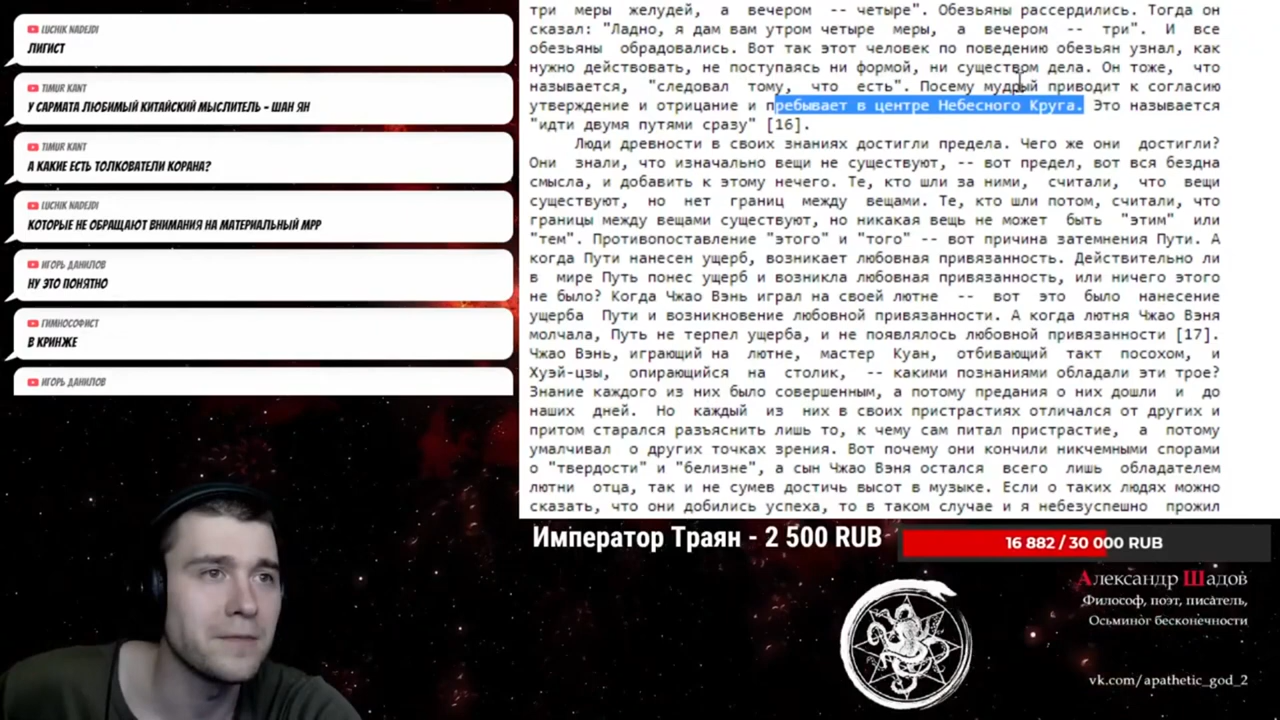 LUCHIK NADEJDI
ЛИГИСТ
TIMUR KANT
У САРМАТА ЛЮБИМЫЙ КИТАЙСКИЙ МЫСЛИТЕЛЬ - ШАН ЯН
TIMUR KANT
А КАКИЕ ЕСТЬ ТОЛКОВАТЕЛИ КОРАНА?
LUCHIK NADEJDI
КОТОРЫЕ НЕ ОБРАЩАЮТ ВНИМАНИЯ НА МАТЕРИАЛЬНЫЙ МРР
ИГОРЬ ДАНИЛОВ
НУ ЭТО ПОНЯТНО
ГИМНОСОФИСТ
В КРИНЖЕ
ИГОРЬ ДАНИЛОВ
три меры желудей, а вечером -- четыре". Обезьяны рассердились. Тогда он
сказал: "Ладно, я дам вам утром четыре меры, а вечером -- три". И все
обезьяны обрадовались. Вот так этот человек по поведению обезьян узнал, как
нужно действовать, не поступаясь ни формой, ни существом дела. Он тоже, что
называется, "следовал тому, что есть". Посему мудрый приводит к согласию
утверждение и отрицание и пребывает в центре Небесного Круга. Это называется
"идти двумя путями сразу" [16].
Люди древности в своих знаниях достигли предела. Чего же они достигли?
Они знали, что изначально вещи не существуют, -- вот предел, вот вся бездна
смысла, и добавить к этому нечего. Те, кто шли за ними, считали, что вещи
существуют, но нет границ между вещами. Те, кто шли потом, считали, что
границы между вещами существуют, но никакая вещь не может быть "этим" или
"тем". Противопоставление "этого" и "того" -- вот причина затемнения Пути. А
когда Пути нанесен ущерб, возникает любовная привязанность. Действительно ли
в мире Путь понес ущерб и возникла любовная привязанность, или ничего этого
не было? Когда Чжао Вэнь играл на своей лютне -- вот это было нанесение
ущерба Пути и возникновение любовной привязанности. А когда лютня Чжао Вэня
молчала, Путь не терпел ущерба, и не появлялось любовной привязанности [17].
Чжао Вэнь, играющий на лютне, мастер Куан, отбивающий такт посохом, и
Хуэй-цзы, опирающийся на столик, -- какими познаниями обладали эти трое?
Знание каждого из них было совершенным, а потому предания о них дошли и до
наших дней. Но каждый из них в своих пристрастиях отличался от других и
притом старался разъяснить лишь то, к чему сам питал пристрастие, а потому
умалчивал о других точках зрения. Вот почему они кончили никчемными спорами
о "твердости" и "белизне", а сын Чжао Вэня остался всего лишь обладателем
лютни отца, так и не сумев достичь высот в музыке. Если о таких людях можно
сказать, что они добились успеха, то в таком случае и я небезуспешно прожил
Император Траян - 2 500 RUB
16 882 / 30 000 RUB
Александр Шадов
Философ, поэт, писатель,
Осьминог бесконечности
vk.com/apathetic_god_2